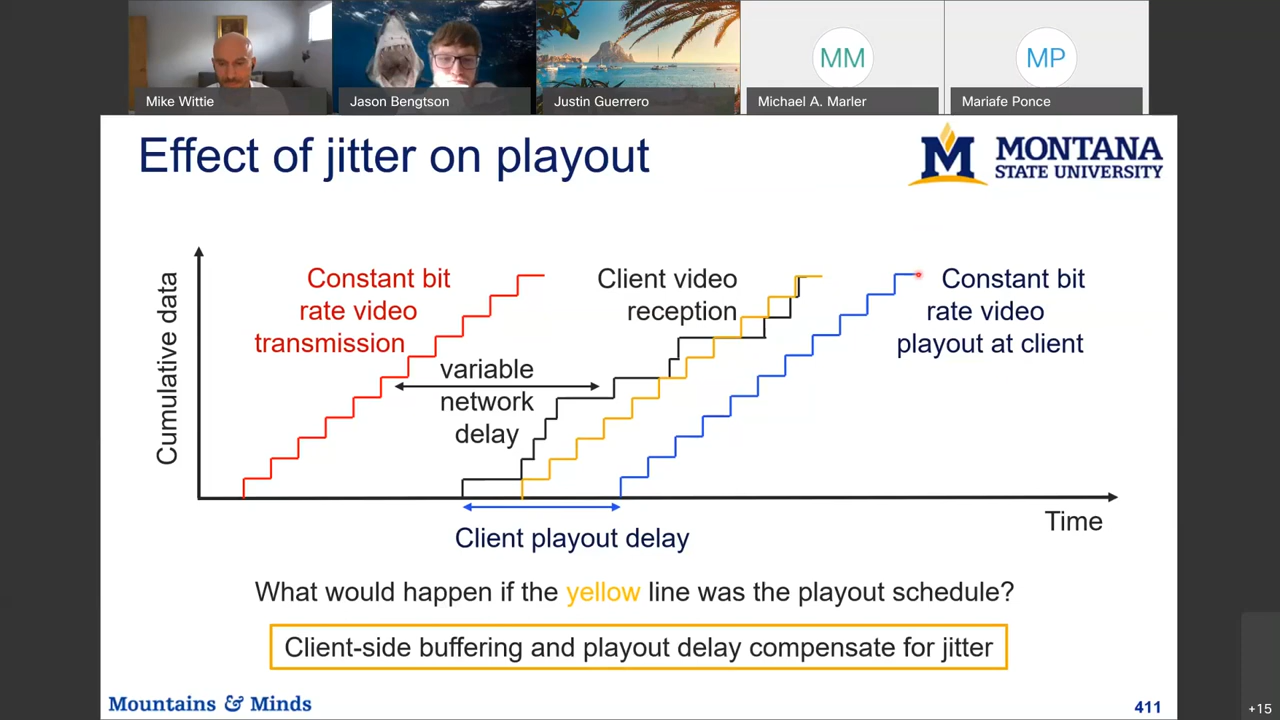 Mike Wittie
Jason Bengtson
Justin Guerrero
MM
Michael A. Marler
MP
Mariafe Ponce
Effect of jitter on playout
M
MONTANA
STATE UNIVERSITY
Cumulative data
Constant bit
rate video
transmission
variable
network
delay
Client video
reception
Constant bit
rate video
playout at client
Time
Client playout delay
What would happen if the yellow line was the playout schedule?
Client-side buffering and playout delay compensate for jitter
Mountains & Minds
411
+15